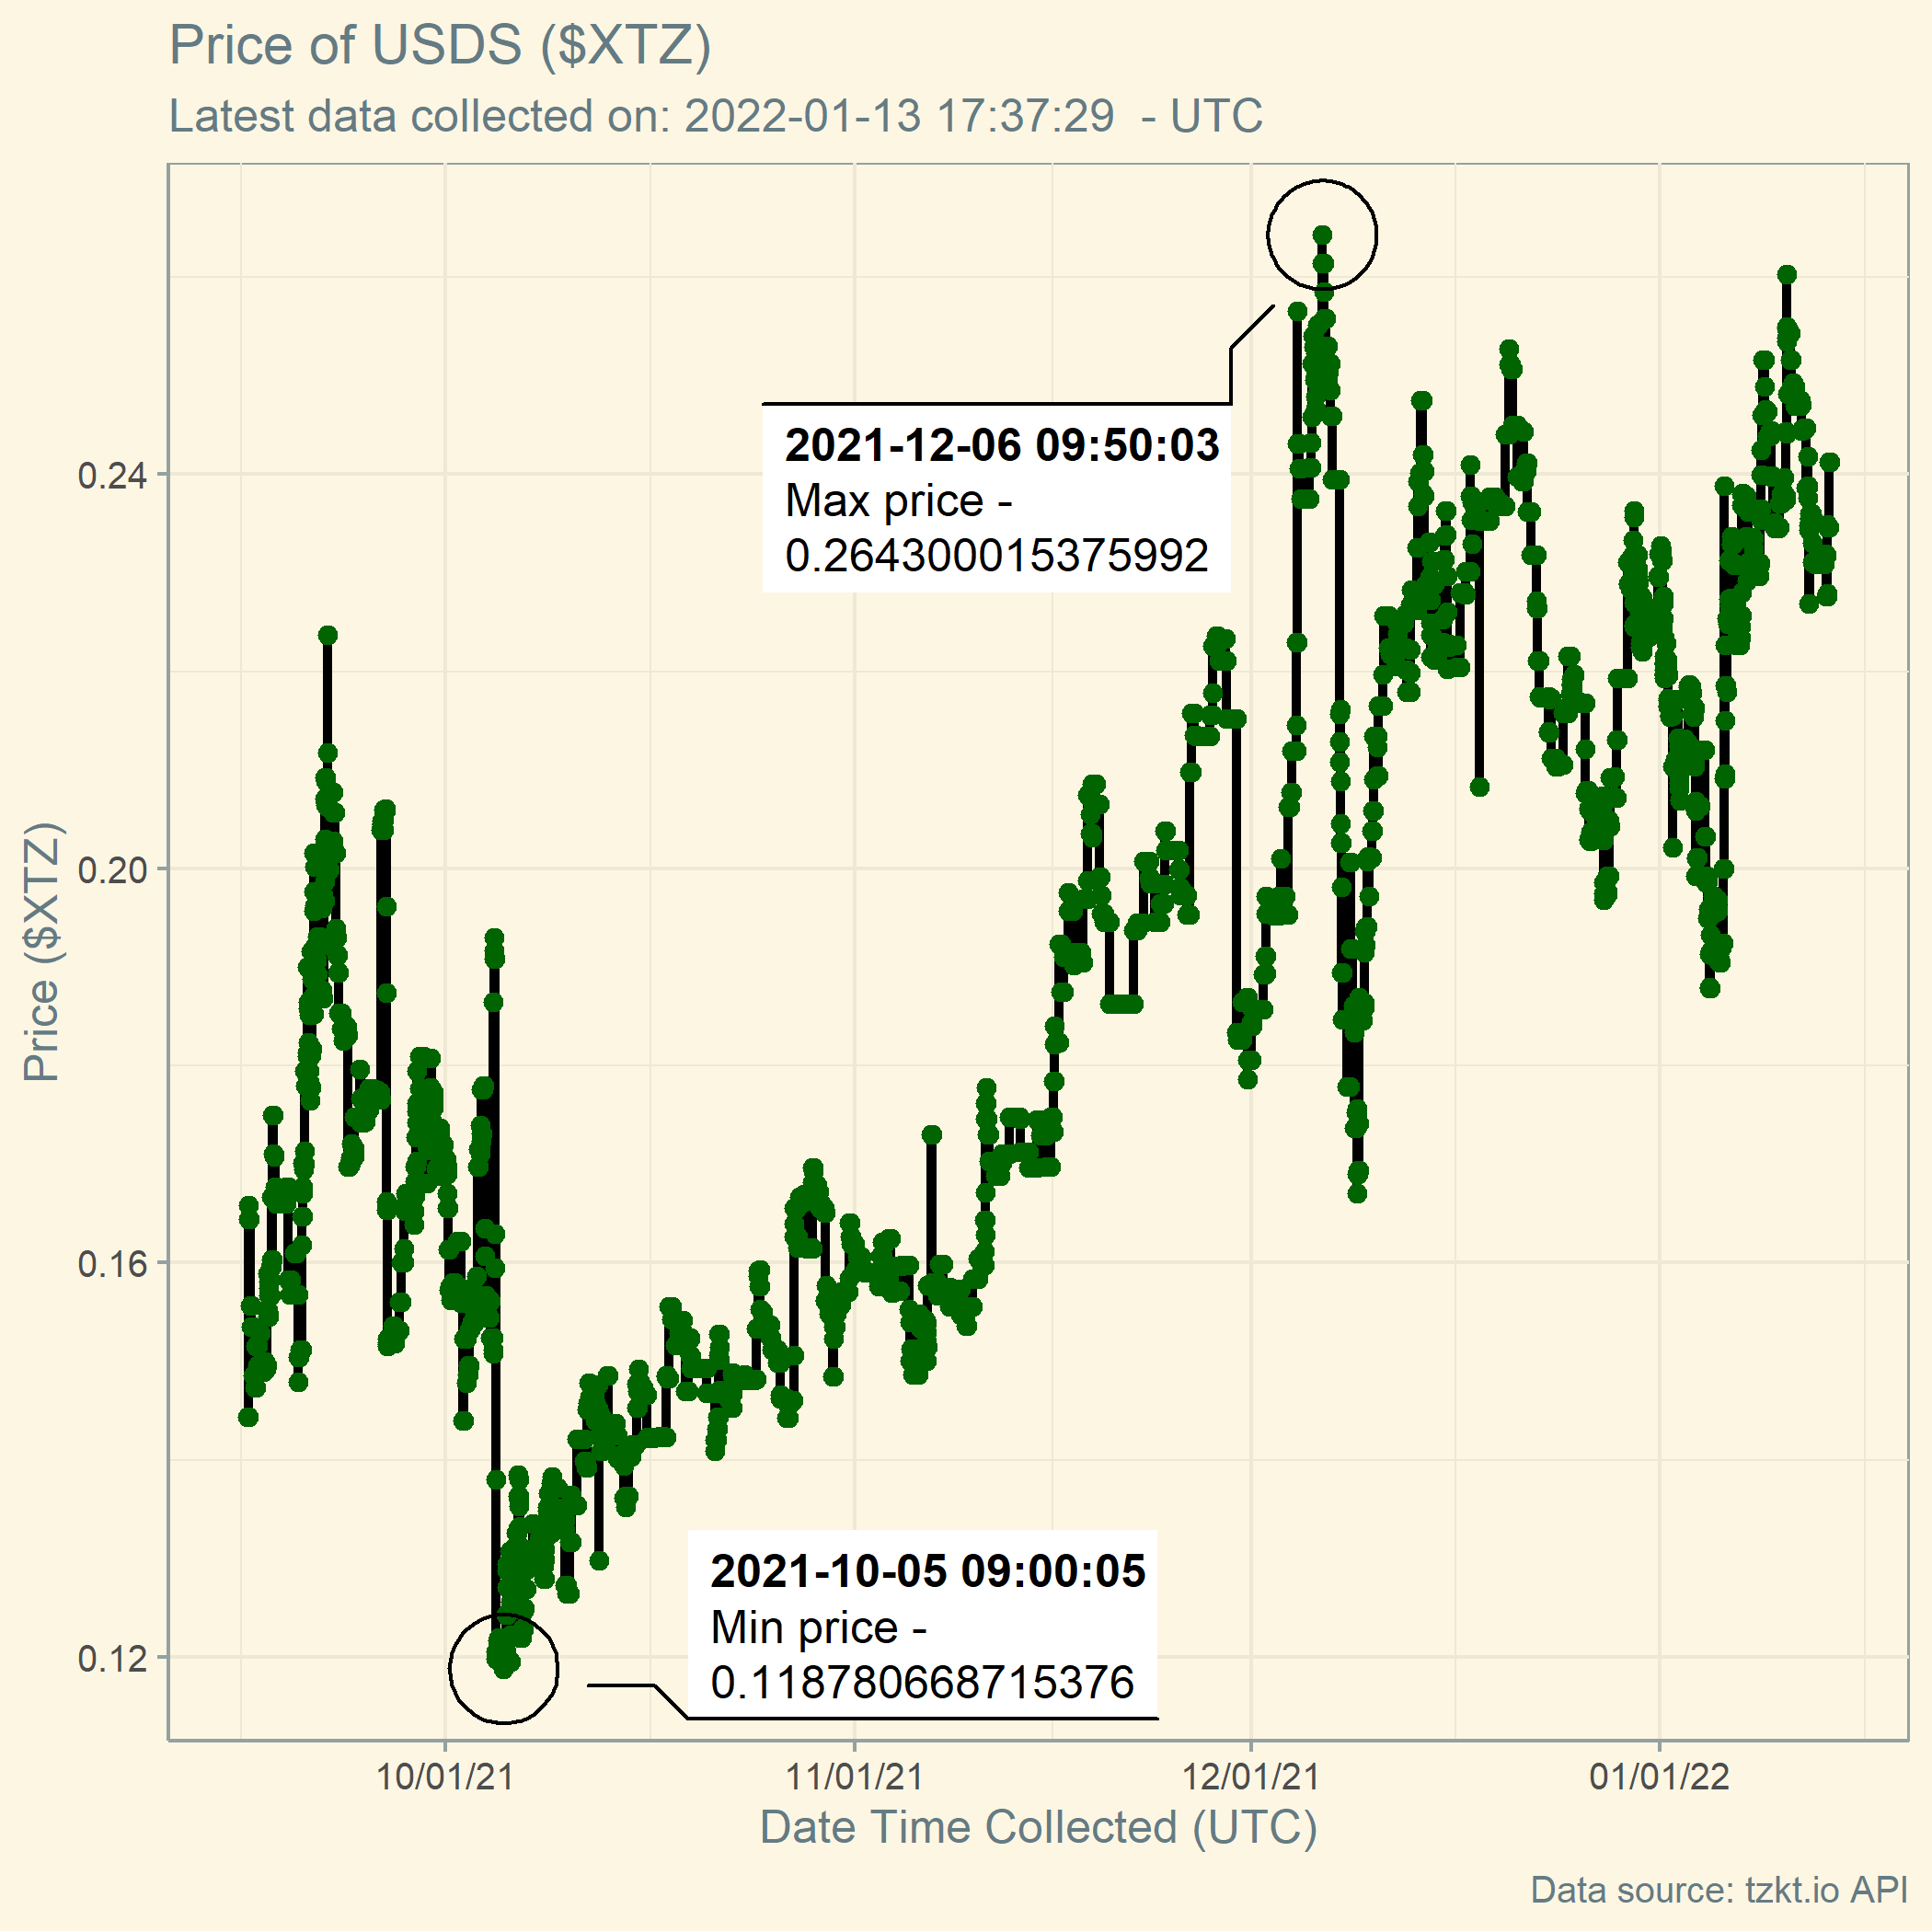 Price of USDS ($XTZ)
Latest data collected on: 2022-01-13 17:37:29  - UTC
2021-12-06 09:50:03
Max price -
0.264300015375992
0.24
0.20
0.16
0.12
Price ($XTZ)
2021-10-05 09:00:05
Min price -
0.118780668715376
10/01/21
11/01/21
12/01/21
01/01/22
Date Time Collected (UTC)
Data source: tzkt.io API